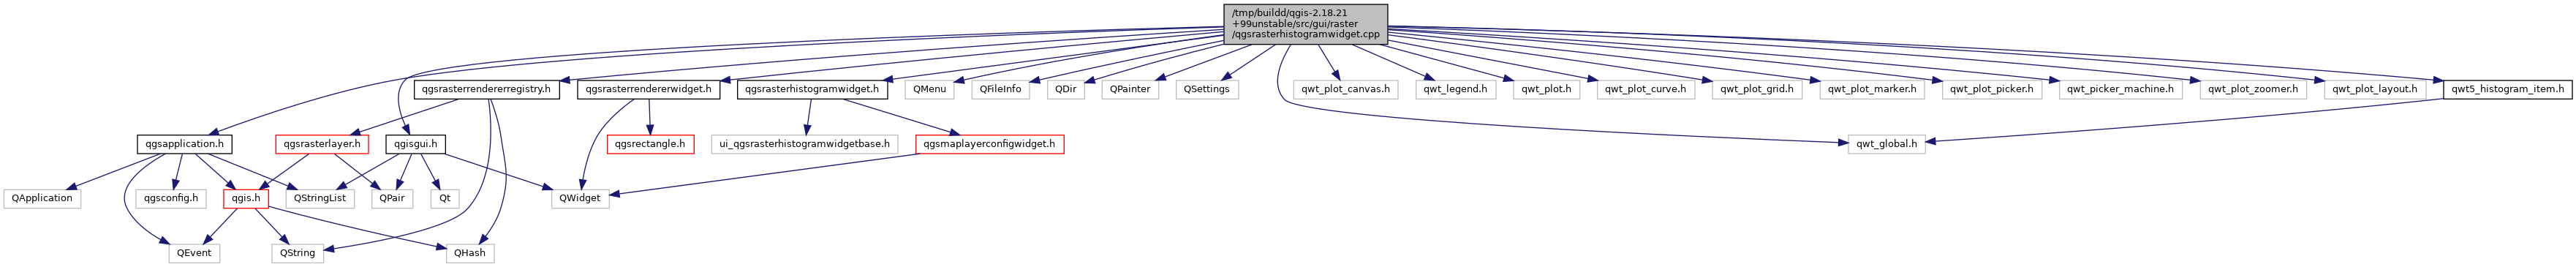 /tmp/buildd/qgis-2.18.21
+99unstable/src/gui/raster
/qgsrasterhistogramwidget.cpp
qgsrasterrendererregistry.h
qgsrasterrendererwidget.h
qgsrasterhistogramwidget.h
QMenu
QFileInfo
QDir
QPainter
QSettings
qwt_plot_canvas.h
qwt_legend.h
qwt_plot.h
qwt_plot_curve.h
qwt_plot_grid.h
qwt_plot_marker.h
qwt_plot_picker.h
qwt_picker_machine.h
qwt_plot_zoomer.h
qwt_plot_layout.h
qwt5_histogram_item.h
qgsapplication.h
qgsrasterlayer.h
qgisgui.h
qgsrectangle.h
ui_qgsrasterhistogramwidgetbase.h
qgsmaplayerconfigwidget.h
qwt_global.h
QApplication
qgsconfig.h
qgis.h
QStringList
QPair
Qt
QWidget
QEvent
QString
QHash